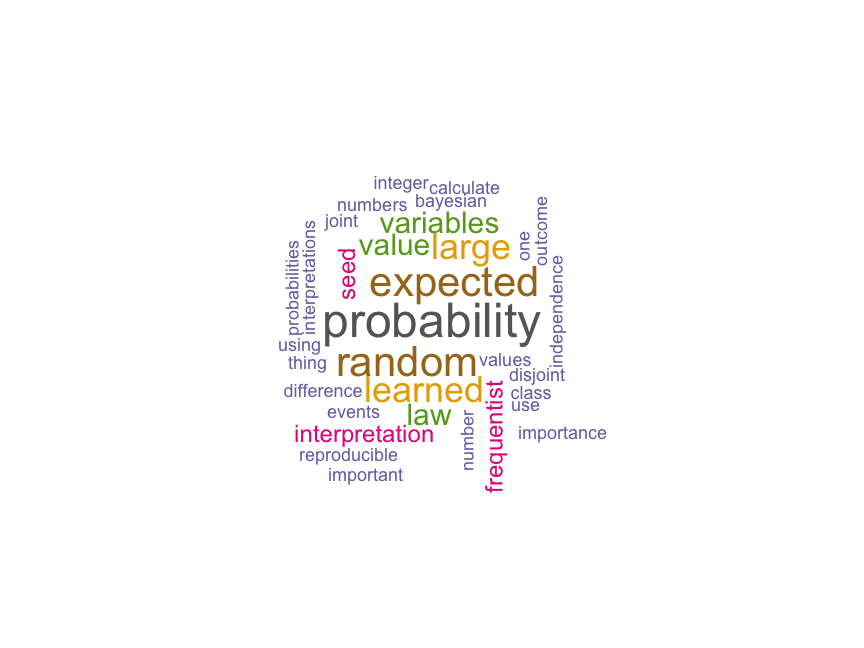 integer calculate
numbers bayesian
joint variables
value large
seed one outcome
probabilities interpretations
expected
independence
probability
using
random values
thing
disjoint
difference learned class
use
events law
frequentist
number
interpretation importance
reproducible
important